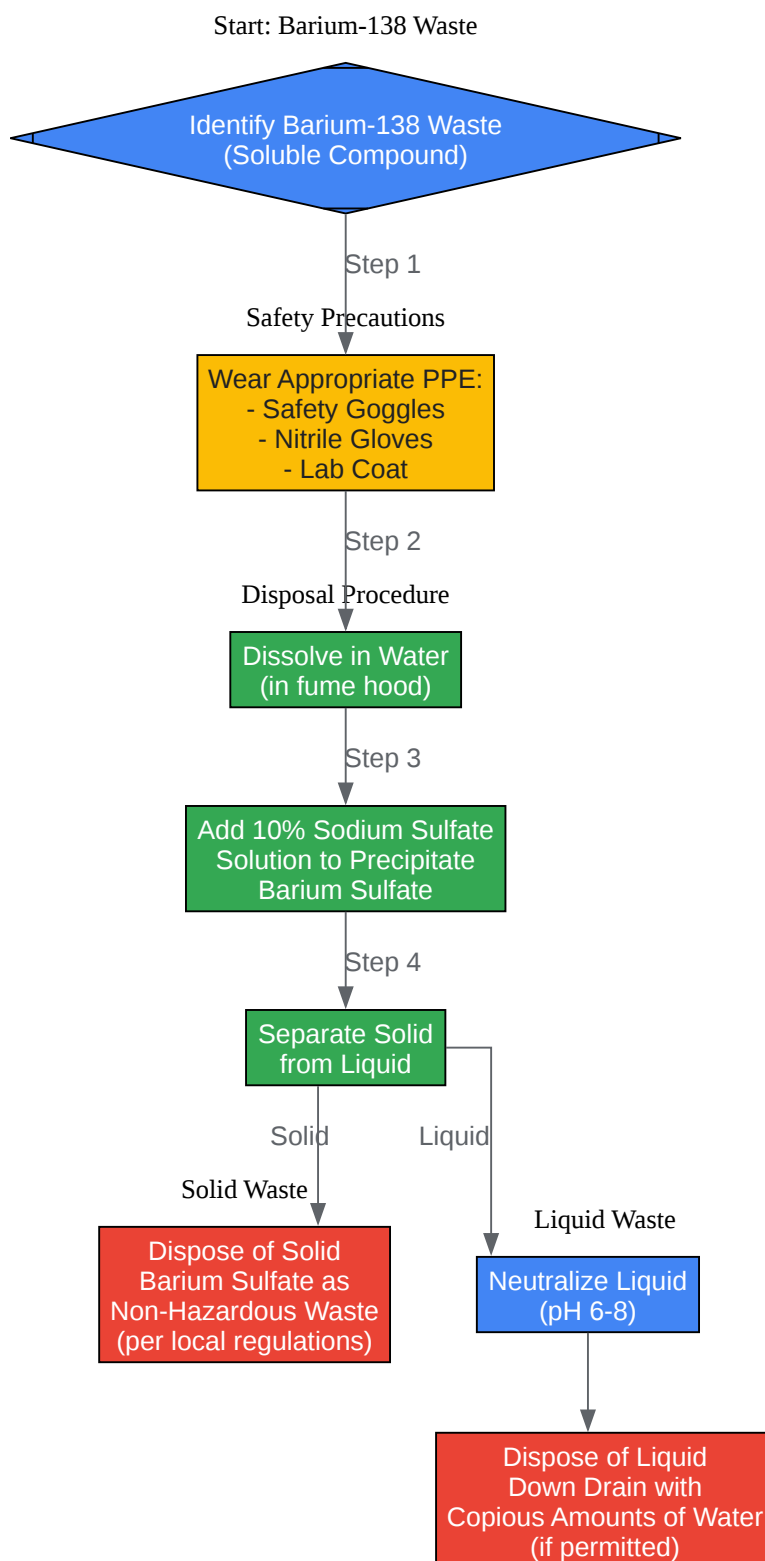 Start: Barium-138 Waste
Identify Barium-138 Waste
(Soluble Compound)
Step 1
Safety Precautions
Wear Appropriate PPE:
- Safety Goggles
- Nitrile Gloves
- Lab Coat
Step 2
Disposal Procedure
Dissolve in Water
(in fume hood)
Step 3
Add 10% Sodium Sulfate
Solution to Precipitate
Barium Sulfate
Step 4
Separate Solid
from Liquid
Solid
Liquid
Solid Waste
Dispose of Solid
Barium Sulfate as
Non-Hazardous Waste
(per local regulations)
Liquid Waste
Neutralize Liquid
(pH 6-8)
Dispose of Liquid
Down Drain with
Copious Amounts of Water
(if permitted)